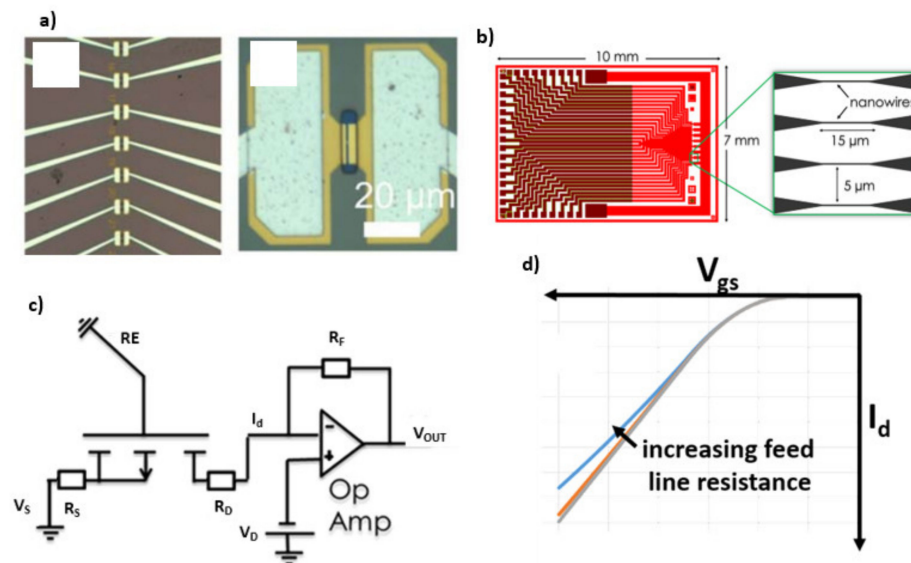 a)
20 µm
b)
10 mm
7 mm
nanowire
15 µm
5 µm
c)
RE
R_F
I_d
V_OUT
Op
Amp
V_S
R_S
R_D
V_D
d)
V_gs
I_d
increasing feed
line resistance